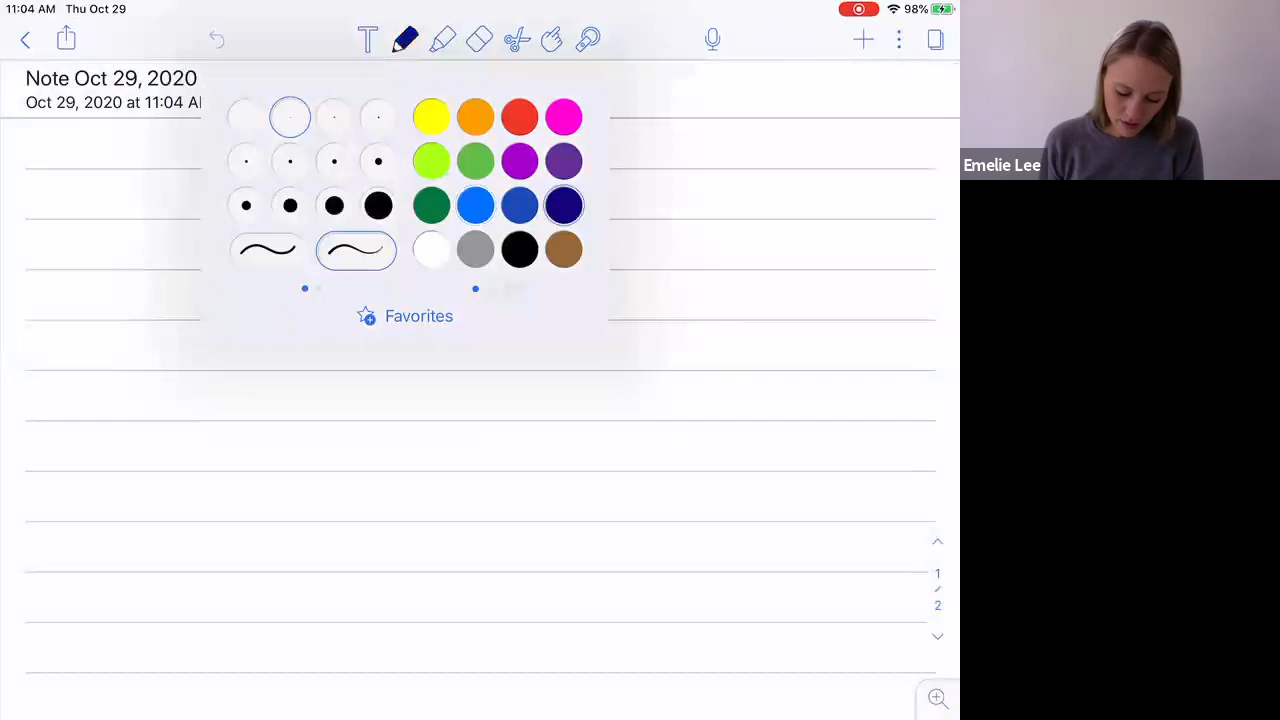 11:04 AM Thu Oct 29
98%
T
Note Oct 29, 2020
Oct 29, 2020 at 11:04 A
Favorites
1
2
Emelie Lee